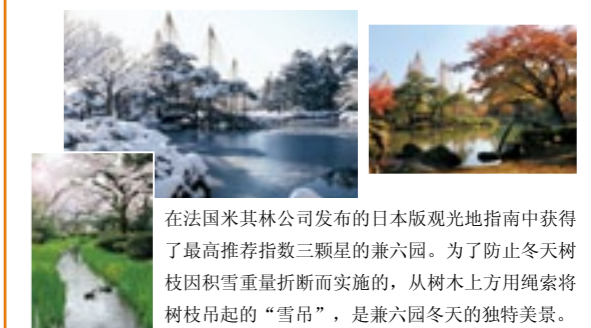 在法国米其林公司发布的日本版观光地指南中获得
了最高推荐指数三颗星的兼六园。为了防止冬天树
枝因积雪重量折断而实施的，从树木上方用绳索将
树枝吊起的“雪吊”，是兼六园冬天的独特美景。